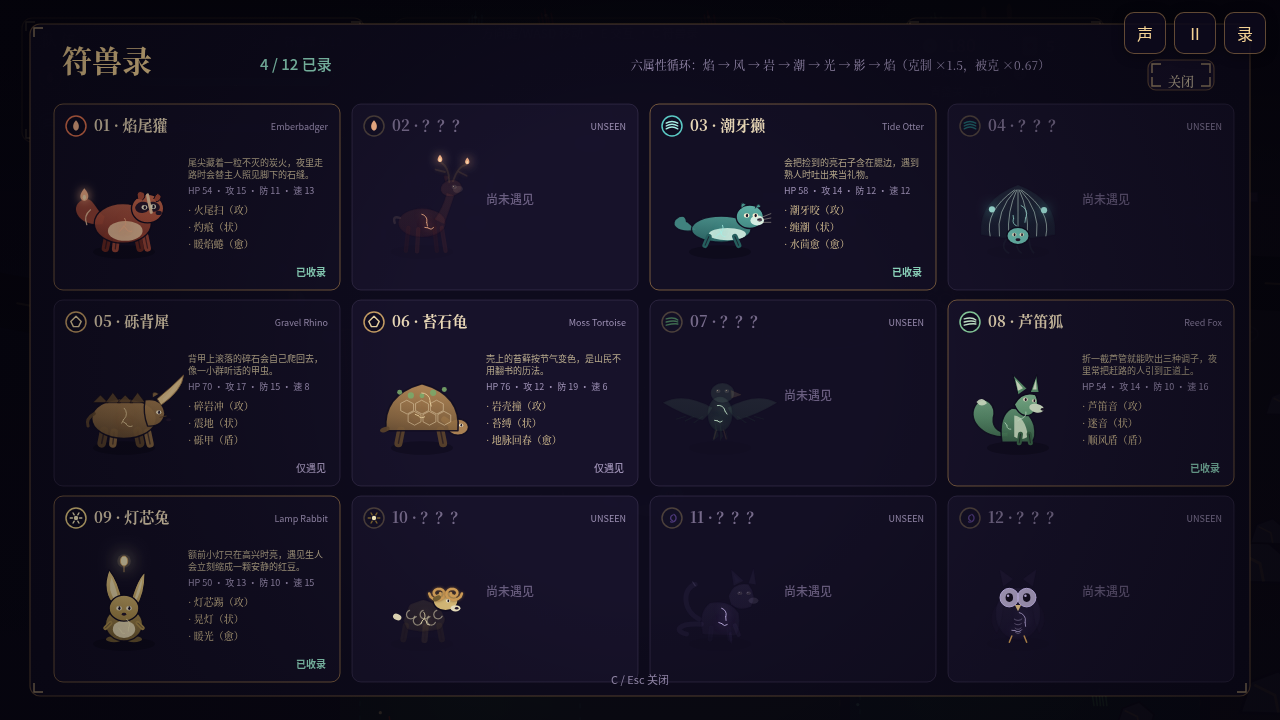 符兽录
4 / 12 已录
六属性循环：焰 → 风 → 岩 → 潮 → 光 → 影 → 焰（克制 ×1.5，被克 ×0.67）
声
II
录
关闭
01 · 焰尾獾
Emberbadger
尾尖藏着一粒不灭的炭火，夜里走
路时会替主人照见脚下的石缝。
HP 54 · 攻 15 · 防 11 · 速 13
· 火尾扫（攻）
· 灼痕（状）
· 暖焰蜷（愈）
已收录
02 · ？？？
UNSEEN
尚未遇见
03 · 潮牙獭
Tide Otter
会把捡到的亮石子含在腮边，遇到
熟人时吐出来当礼物。
HP 58 · 攻 14 · 防 12 · 速 12
· 潮牙咬（攻）
· 缠潮（状）
· 水茴愈（愈）
已收录
04 · ？？？
UNSEEN
尚未遇见
05 · 砾背犀
Gravel Rhino
背甲上滚落的碎石会自己爬回去，
像一小群听话的甲虫。
HP 70 · 攻 17 · 防 15 · 速 8
· 碎岩冲（攻）
· 震地（状）
· 砾甲（盾）
仅遇见
06 · 苔石龟
Moss Tortoise
壳上的苔藓按节气变色，是山民不
用翻书的历法。
HP 76 · 攻 12 · 防 19 · 速 6
· 岩壳撞（攻）
· 苔缚（状）
· 地脉回春（愈）
仅遇见
07 · ？？？
UNSEEN
尚未遇见
08 · 芦笛狐
Reed Fox
折一截芦管就能吹出三种调子，夜
里常把赶路的人引到正道上。
HP 54 · 攻 14 · 防 10 · 速 16
· 芦笛音（攻）
· 迷音（状）
· 顺风盾（盾）
已收录
09 · 灯芯兔
Lamp Rabbit
额前小灯只在高兴时亮，遇见生人
会立刻缩成一颗安静的红豆。
HP 50 · 攻 13 · 防 10 · 速 15
· 灯芯踢（攻）
· 晃灯（状）
· 暖光（愈）
已收录
10 · ？？？
UNSEEN
尚未遇见
11 · ？？？
UNSEEN
尚未遇见
12 · ？？？
UNSEEN
尚未遇见
C / Esc 关闭